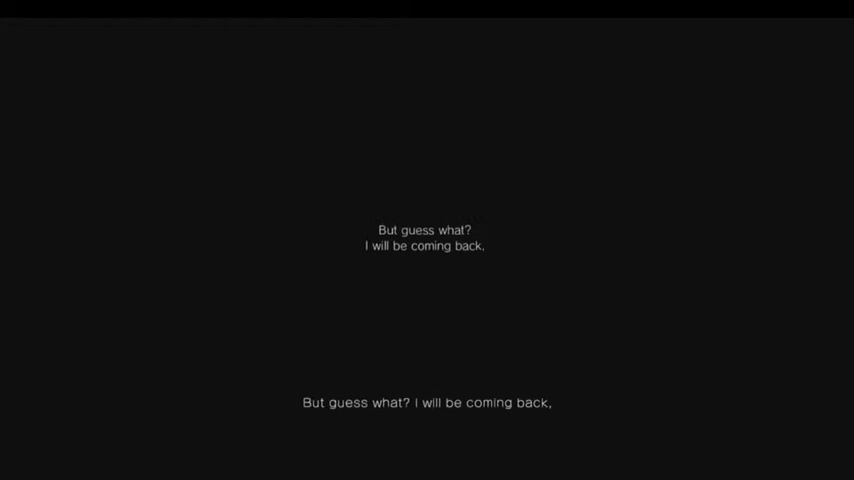 But guess what?
I will be coming back.
But guess what? I will be coming back,